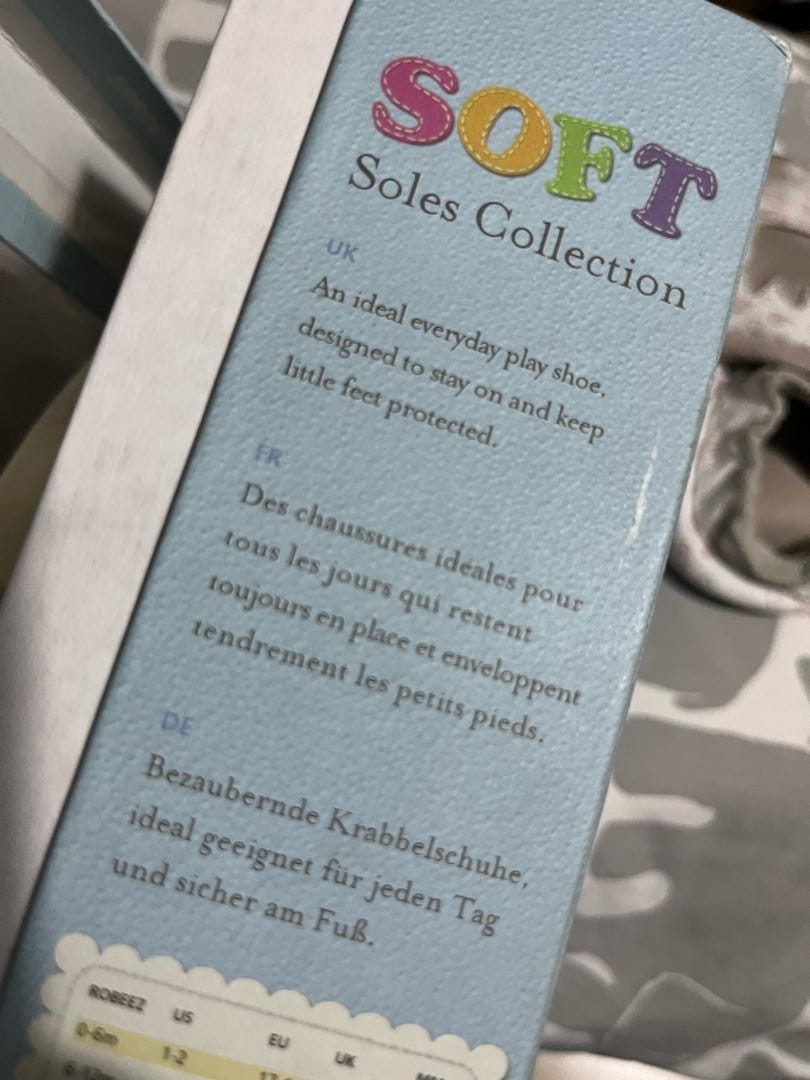 SOFT
Soles Collection
UK
An ideal everyday play shoe,
designed to stay on and keep
little feet protected.
FR
Des chaussures idéales pour
tous les jours qui restent
toujours en place et enveloppent
tendrement les petits pieds.
DE
Bezaubernde Krabbelschuhe,
ideal geeignet für jeden Tag
und sicher am Fuß.
ROBEEZ US EU UK
0-6m 1-2